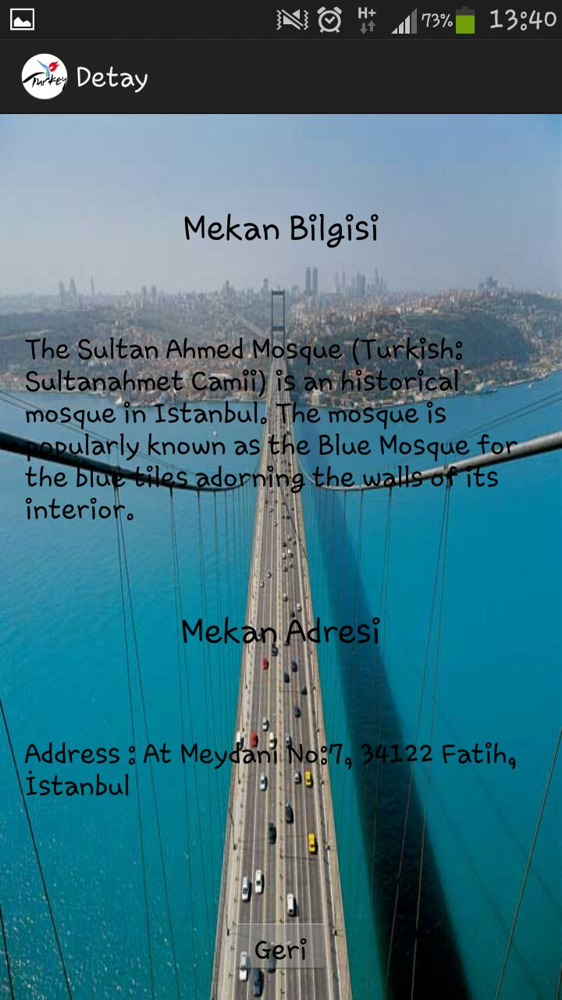 H+ 73% 13:40
Turkey Detay
Mekan Bilgisi
The Sultan Ahmed Mosque (Turkish:
Sultanahmet Camii) is an historical
mosque in Istanbul. The mosque is
popularly known as the Blue Mosque for
the blue tiles adorning the walls of its
interior.
Mekan Adresi
Address : At Meydanı No:7, 34122 Fatih,
İstanbul
Geri